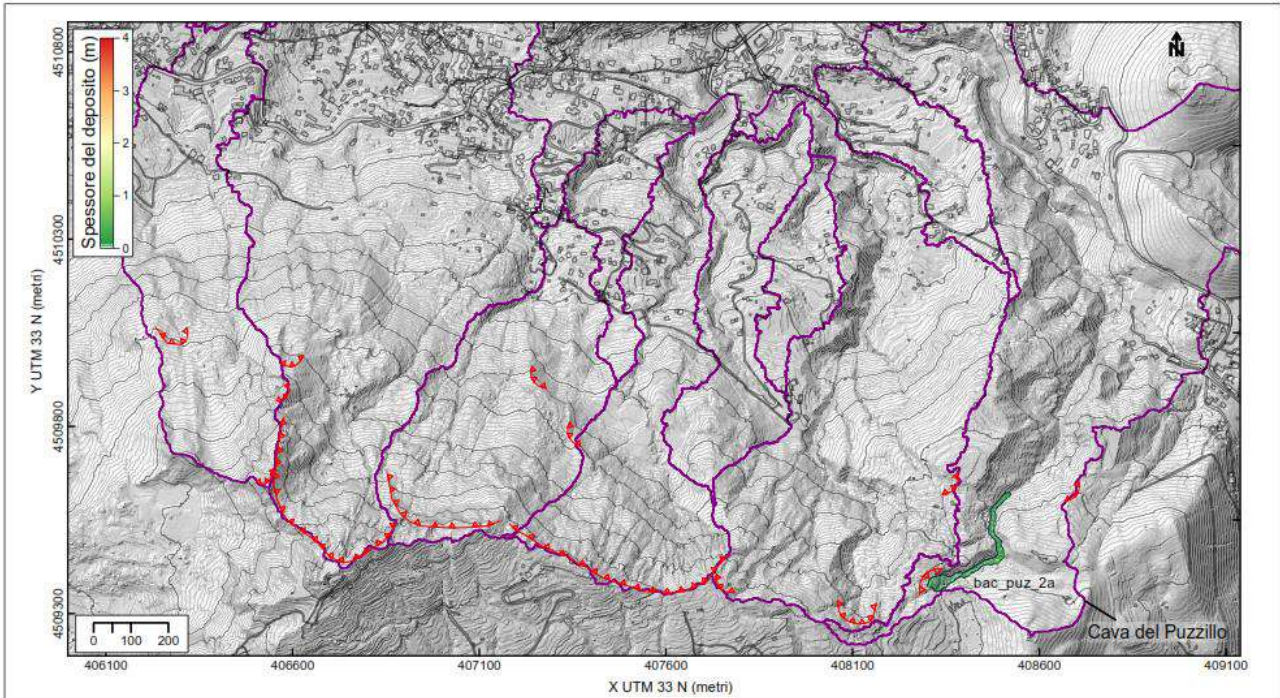 Spessore del deposito (m)
4
3
2
1
0
N
4510800
4510300
4509800
4509300
Y UTM 33 N (metri)
bac_puz_2a
Cava del Puzzillo
0 100 200
406100 406600 407100 407600 408100 408600 409100
X UTM 33 N (metri)